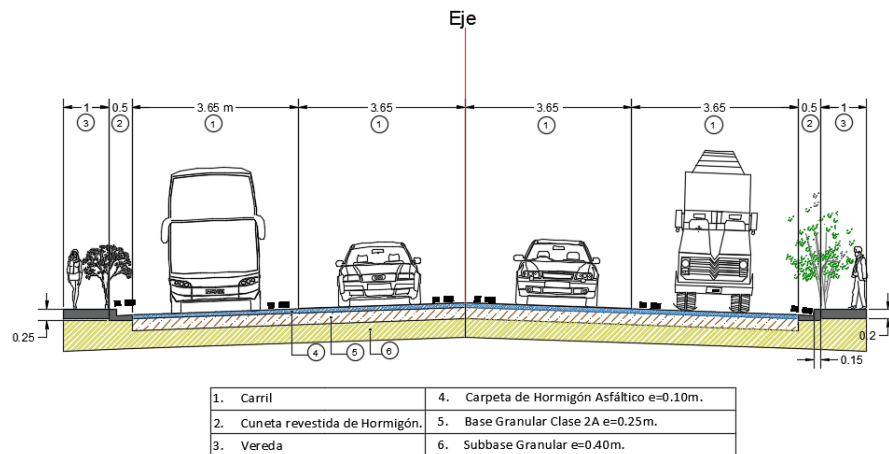 Eje
1 0.5 3.65 m 3.65 3.65 3.65 0.5 1
3 2 1 1 1 1 2 3
0.25 0.2
0.15
4 5 6
1. Carril 4. Carpeta de Hormigón Asfáltico e=0.10m.
2. Cuneta revestida de Hormigón. 5. Base Granular Clase 2A e=0.25m.
3. Vereda 6. Subbase Granular e=0.40m.